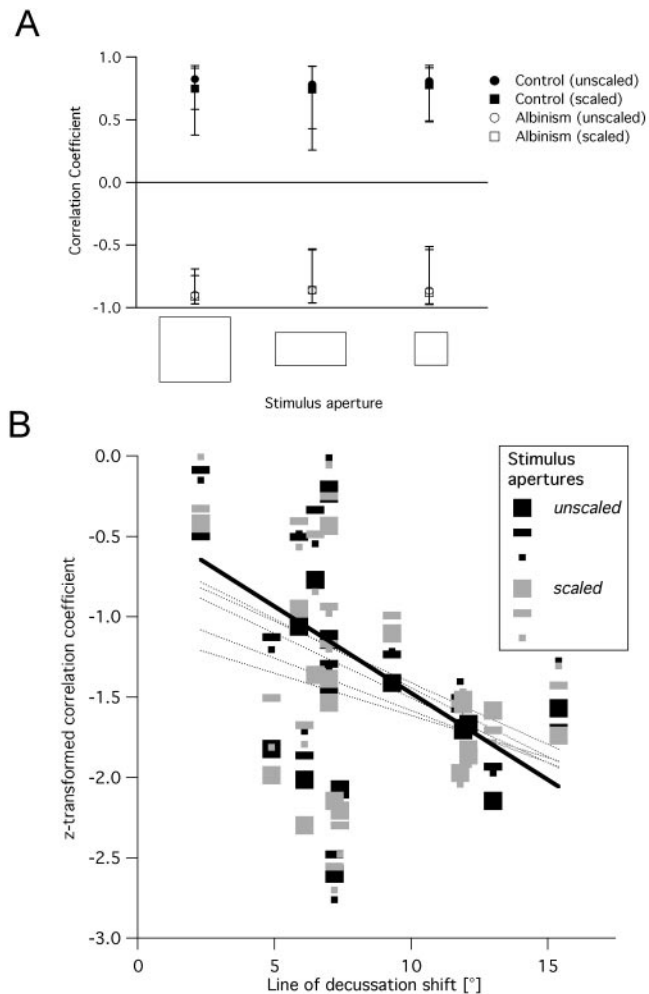 A
1.0
0.5
0.0
-0.5
-1.0
Correlation Coefficient
Control (unscaled)
Control (scaled)
Albinism (unscaled)
Albinism (scaled)
Stimulus aperture
B
0.0
-0.5
-1.0
-1.5
-2.0
-2.5
-3.0
z-transformed correlation coefficient
Stimulus
apertures
unscaled
scaled
0 5 10 15
Line of decussation shift [°]